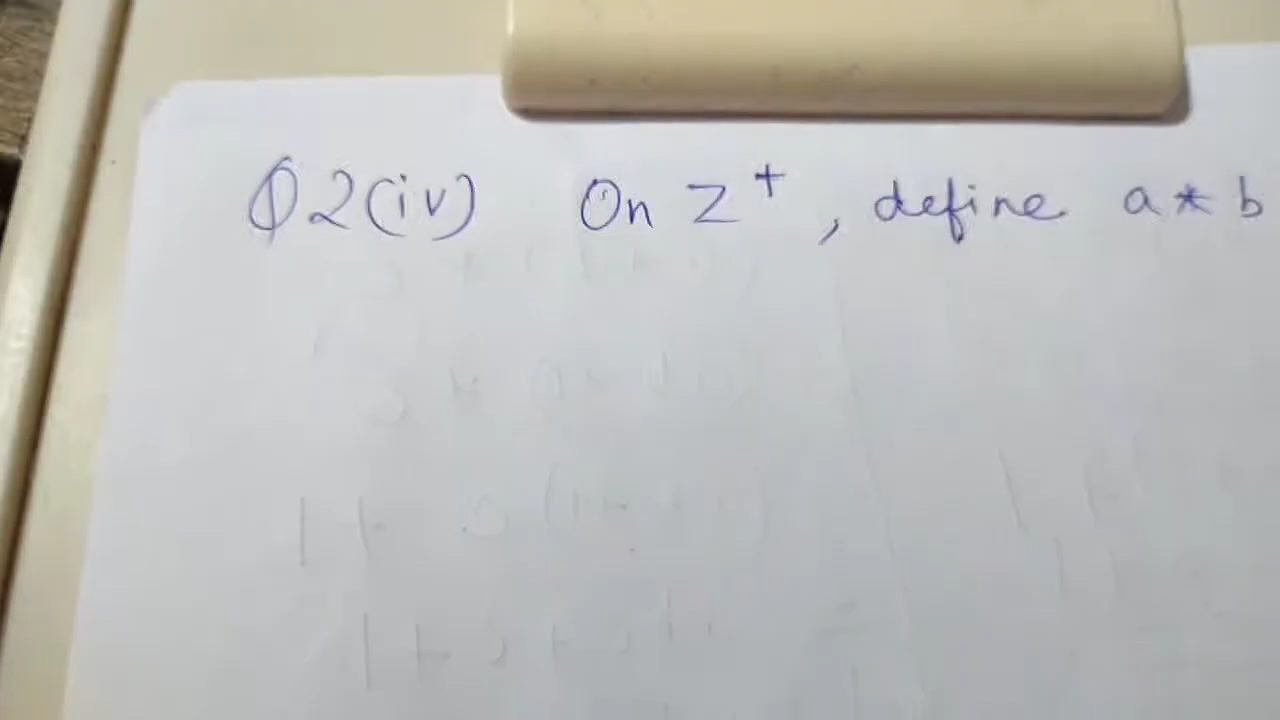 Q2(iv) On Z⁺, define a * b